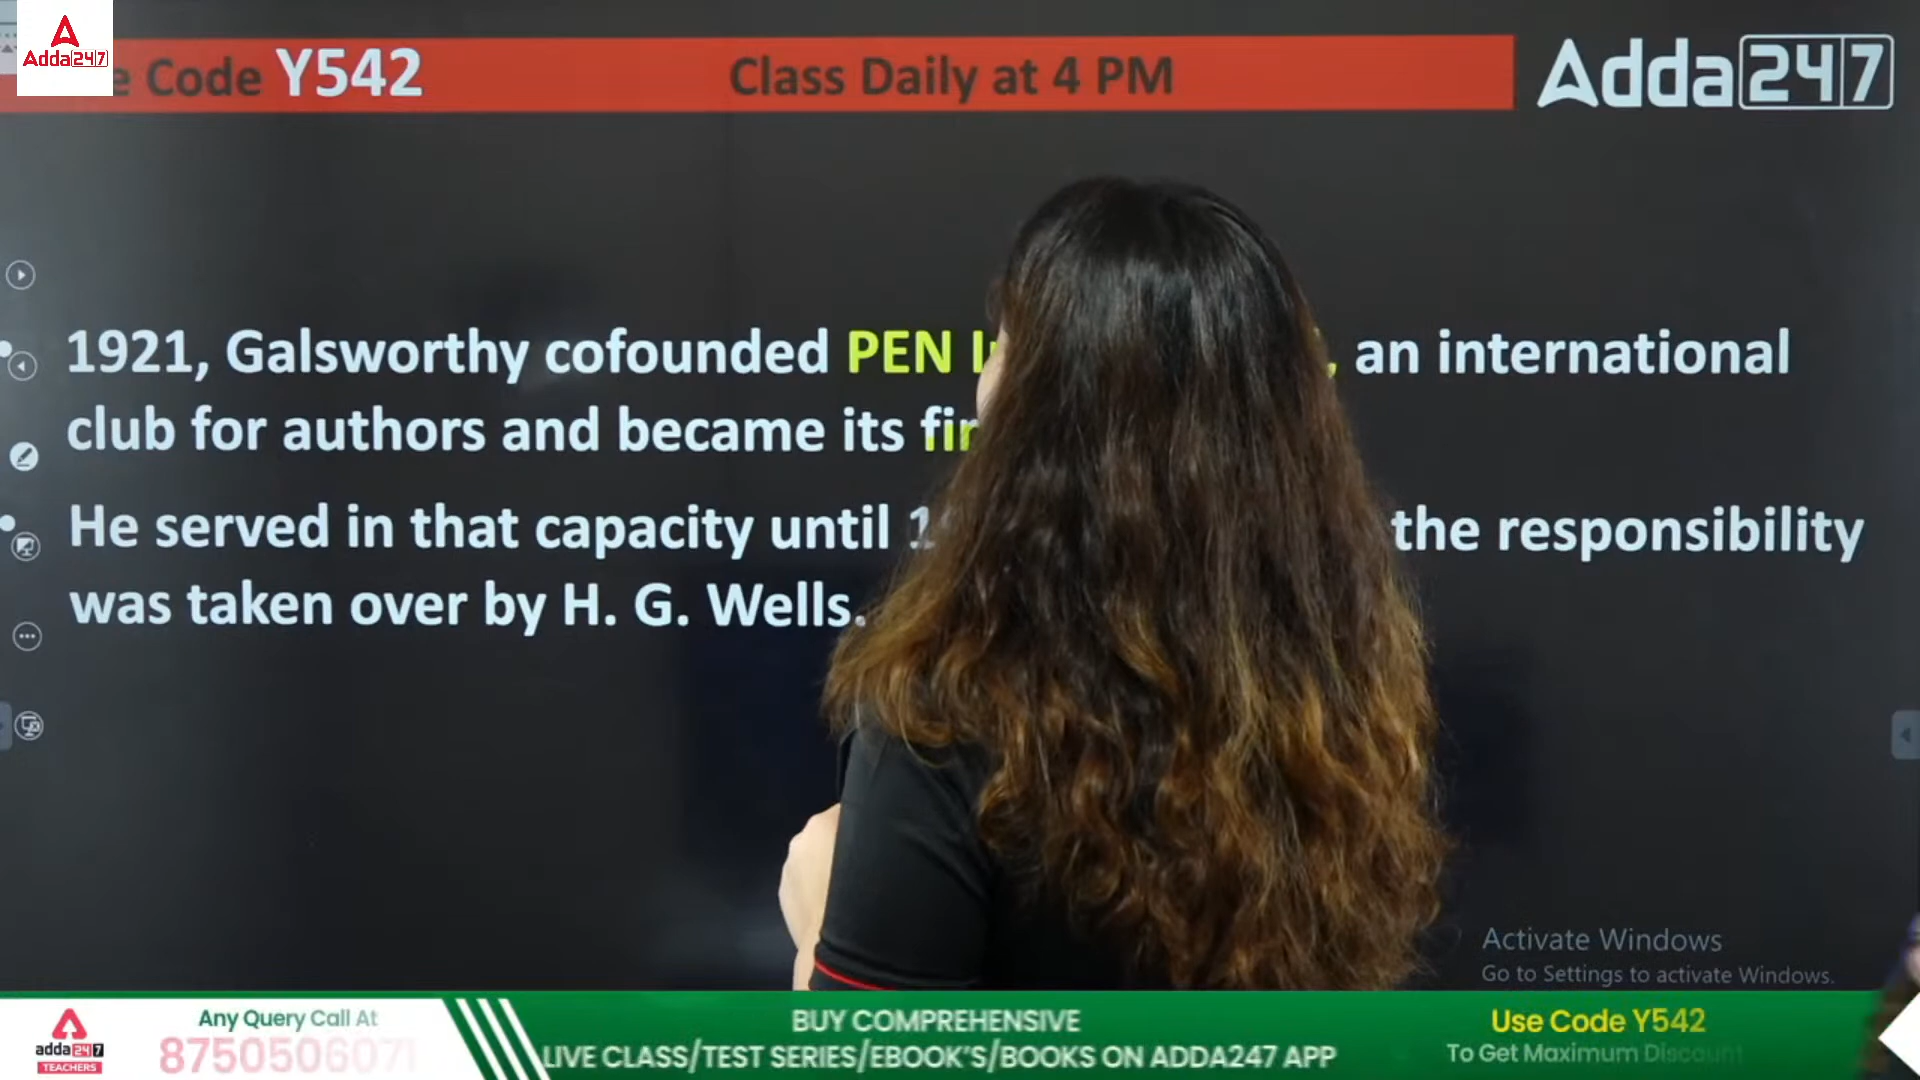 Adda247
Code Y542
Class Daily at 4 PM
Adda247
1921, Galsworthy cofounded PEN , an international
club for authors and became its
He served in that capacity until the responsibility
was taken over by H. G. Wells.
Activate Windows
Go to Settings to activate Windows.
adda247
TEACHERS
Any Query Call At
8750506071
BUY COMPREHENSIVE
LIVE CLASS/TEST SERIES/EBOOK'S/BOOKS ON ADDA247 APP
Use Code Y542
To Get Maximum Discount